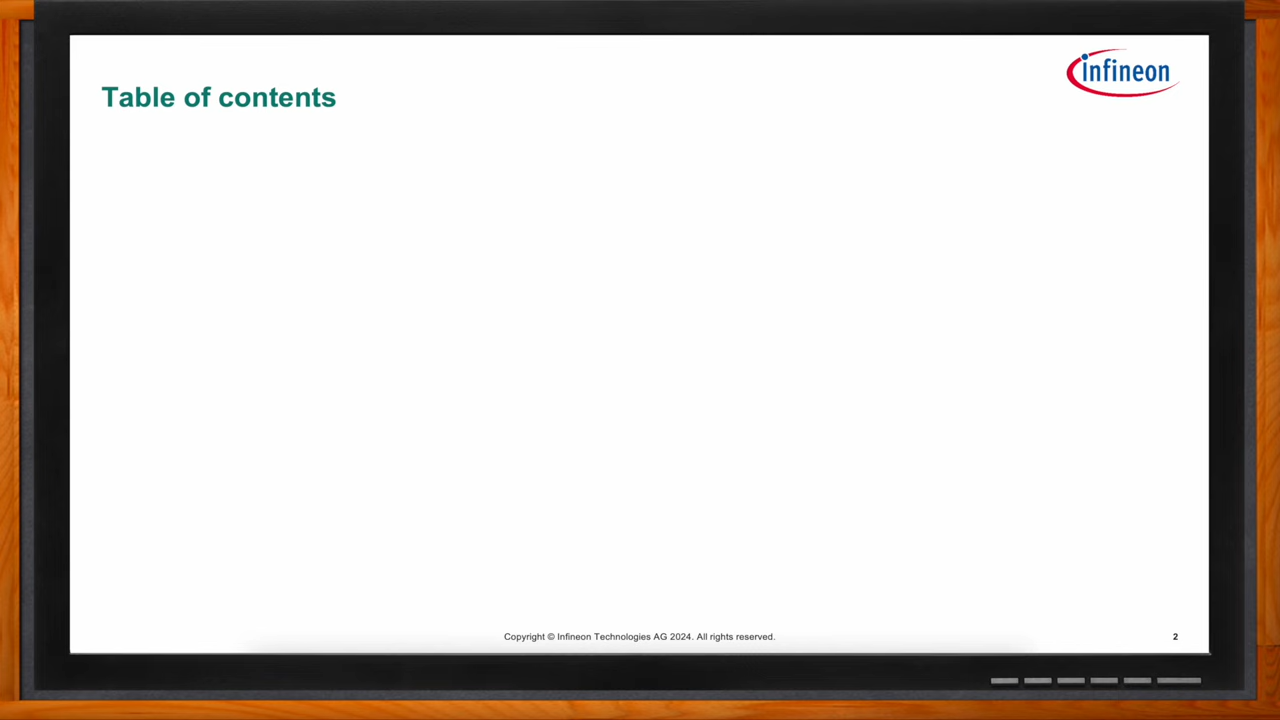 infineon
Table of contents
Copyright © Infineon Technologies AG 2024. All rights reserved.
2